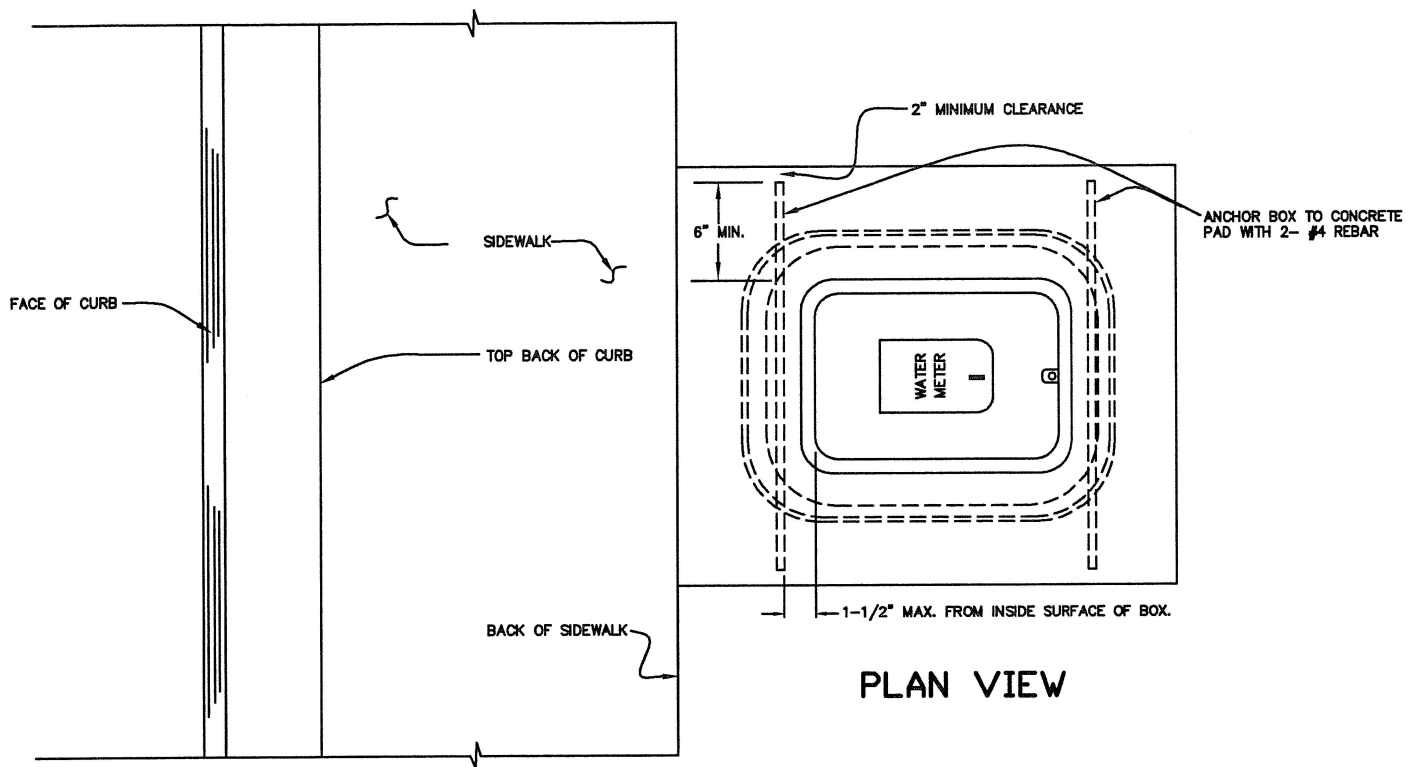 2" MINIMUM CLEARANCE
6" MIN.
ANCHOR BOX TO CONCRETE
PAD WITH 2- #4 REBAR
SIDEWALK
FACE OF CURB
TOP BACK OF CURB
WATER
METER
1-1/2" MAX. FROM INSIDE SURFACE OF BOX.
BACK OF SIDEWALK
PLAN VIEW